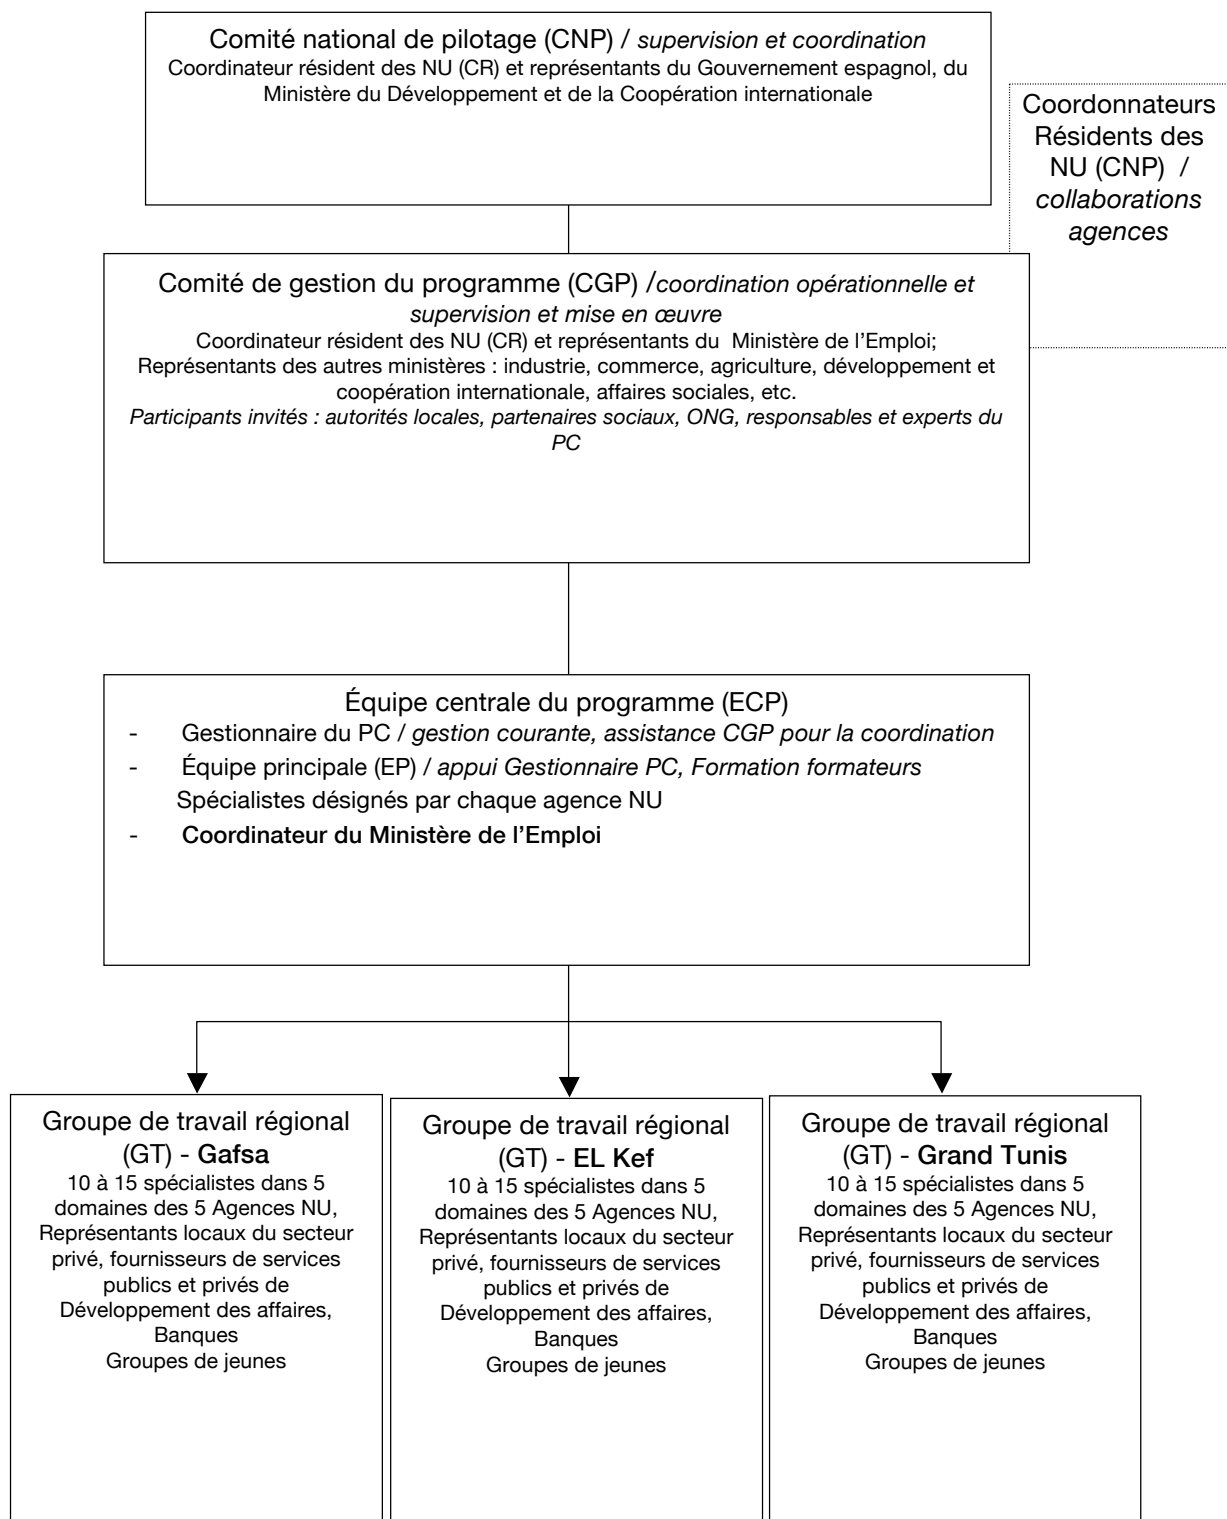 Comité national de pilotage (CNP) / supervision et coordination
Coordinateur résident des NU (CR) et représentants du Gouvernement espagnol, du
Ministère du Développement et de la Coopération internationale
Coordonnateurs
Résidents des
NU (CNP) /
collaborations
agences
Comité de gestion du programme (CGP) /coordination opérationnelle et
supervision et mise en œuvre
Coordinateur résident des NU (CR) et représentants du Ministère de l’Emploi;
Représentants des autres ministères : industrie, commerce, agriculture, développement et
coopération internationale, affaires sociales, etc.
Participants invités : autorités locales, partenaires sociaux, ONG, responsables et experts du
PC
Équipe centrale du programme (ECP)
- Gestionnaire du PC / gestion courante, assistance CGP pour la coordination
- Équipe principale (EP) / appui Gestionnaire PC, Formation formateurs
Spécialistes désignés par chaque agence NU
- Coordinateur du Ministère de l’Emploi
Groupe de travail régional
(GT) - Gafsa
10 à 15 spécialistes dans 5
domaines des 5 Agences NU,
Représentants locaux du secteur
privé, fournisseurs de services
publics et privés de
Développement des affaires,
Banques
Groupes de jeunes
Groupe de travail régional
(GT) - EL Kef
10 à 15 spécialistes dans 5
domaines des 5 Agences NU,
Représentants locaux du secteur
privé, fournisseurs de services
publics et privés de
Développement des affaires,
Banques
Groupes de jeunes
Groupe de travail régional
(GT) - Grand Tunis
10 à 15 spécialistes dans 5
domaines des 5 Agences NU,
Représentants locaux du secteur
privé, fournisseurs de services
publics et privés de
Développement des affaires,
Banques
Groupes de jeunes